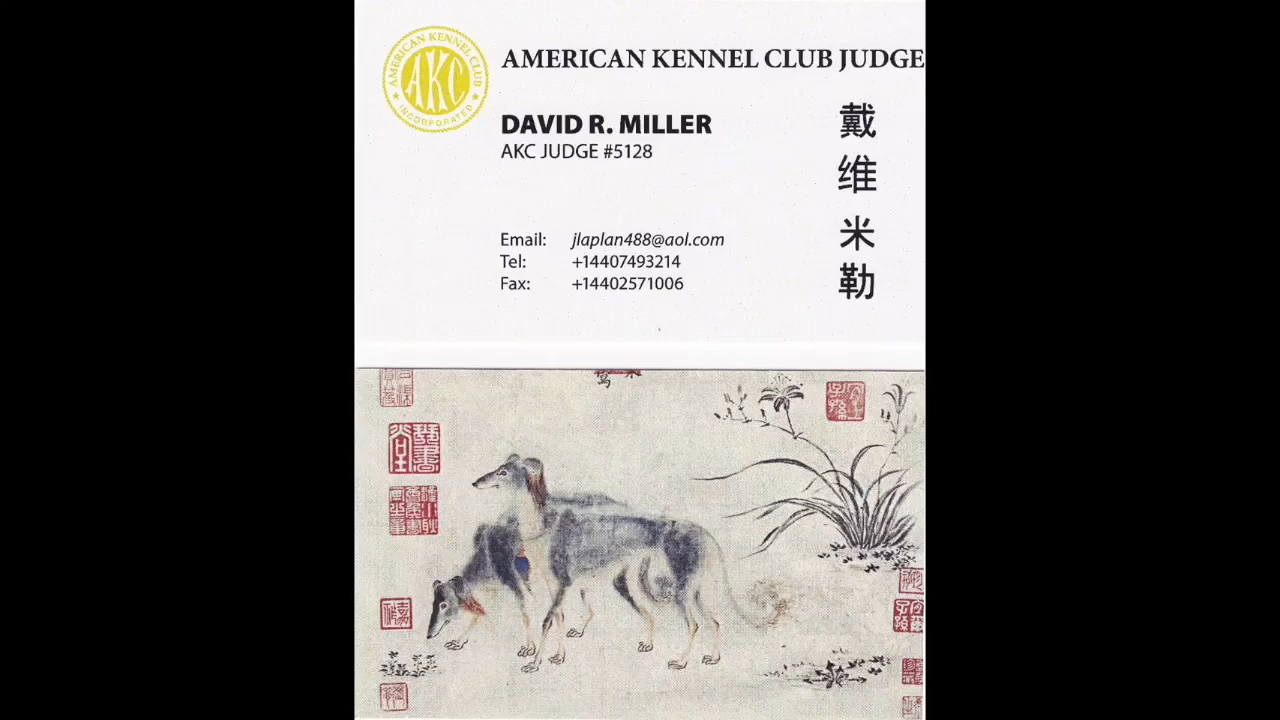 AMERICAN KENNEL CLUB
AKC
INCORPORATED
AMERICAN KENNEL CLUB JUDGE
DAVID R. MILLER
AKC JUDGE #5128
Email: jlaplan488@aol.com
Tel: +14407493214
Fax: +14402571006
戴维米勒